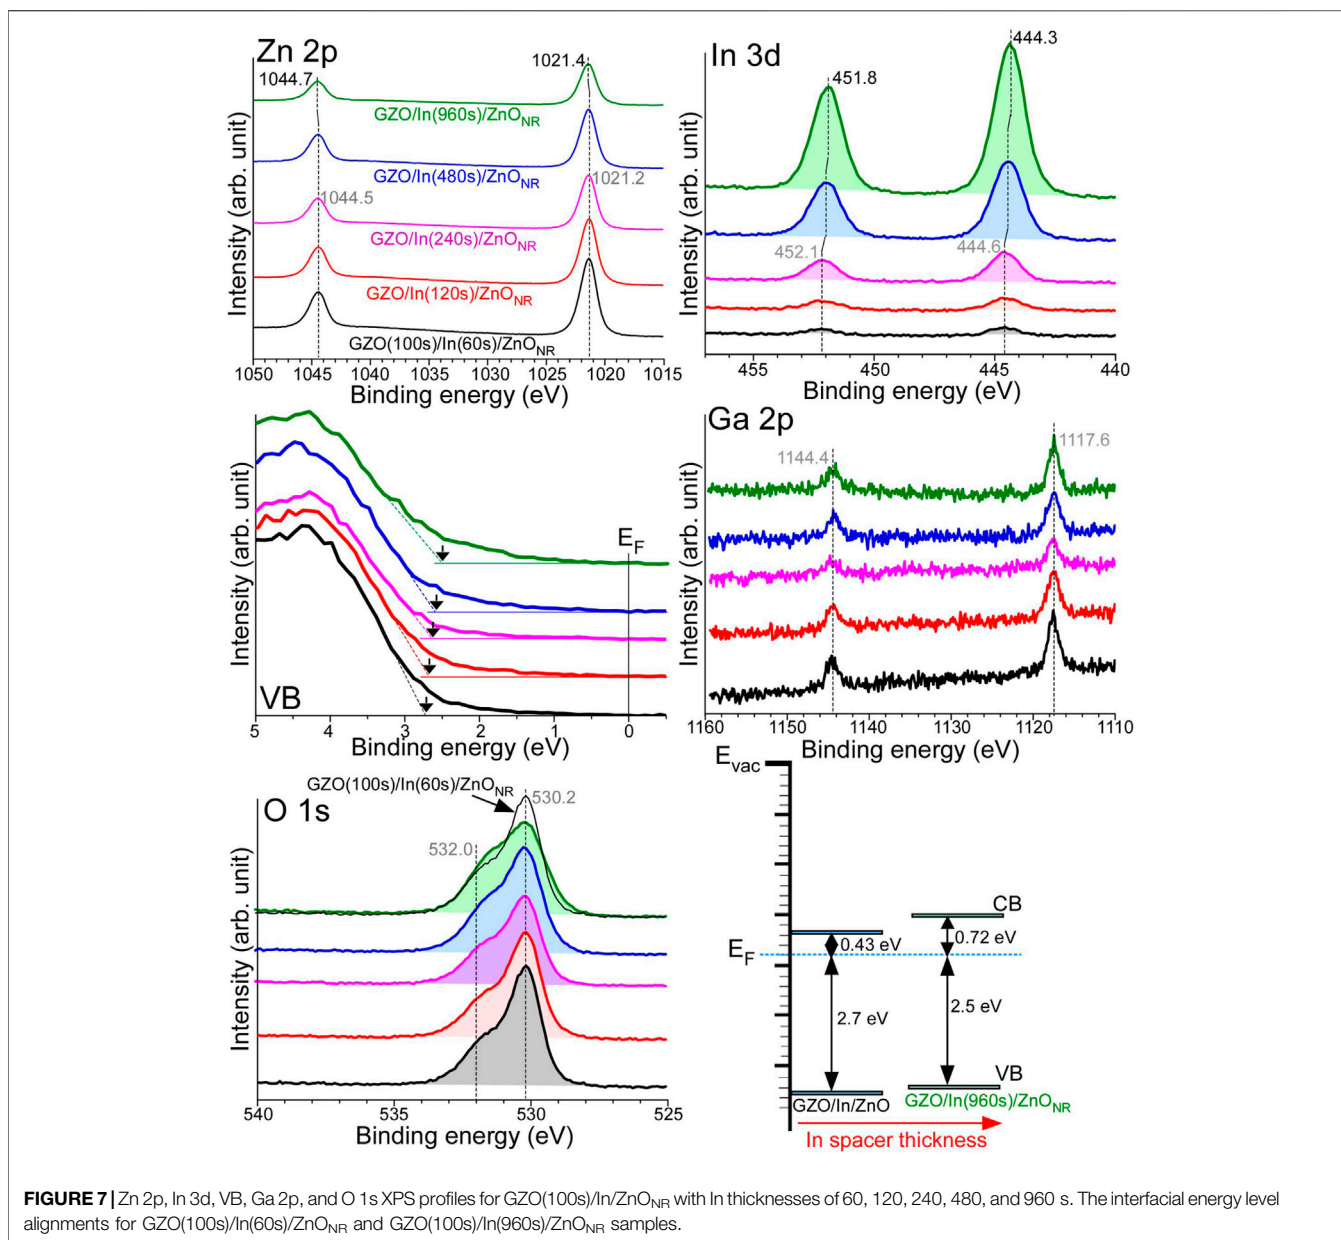 Zn 2p
1044.7
1021.4
GZO/In(960s)/ZnO_NR
GZO/In(480s)/ZnO_NR
1044.5
1021.2
GZO/In(240s)/ZnO_NR
GZO/In(120s)/ZnO_NR
GZO(100s)/In(60s)/ZnO_NR
Intensity (arb. unit)
1050 1045 1040 1035 1030 1025 1020 1015
Binding energy (eV)
In 3d
444.3
451.8
452.1
444.6
Intensity (arb. unit)
455 450 445 440
Binding energy (eV)
E_F
VB
Intensity (arb. unit)
5 4 3 2 1 0
Binding energy (eV)
Ga 2p
1117.6
1144.4
Intensity (arb. unit)
1160 1150 1140 1130 1120 1110
Binding energy (eV)
GZO(100s)/In(60s)/ZnO_NR
O 1s
530.2
532.0
Intensity (arb. unit)
540 535 530 525
Binding energy (eV)
E_vac
CB
0.43 eV
0.72 eV
E_F
2.7 eV
2.5 eV
VB
GZO/In/ZnO
GZO/In(960s)/ZnO_NR
In spacer thickness
FIGURE 7 | Zn 2p, In 3d, VB, Ga 2p, and O 1s XPS profiles for GZO(100s)/In/ZnO_NR with In thicknesses of 60, 120, 240, 480, and 960 s. The interfacial energy level
alignments for GZO(100s)/In(60s)/ZnO_NR and GZO(100s)/In(960s)/ZnO_NR samples.